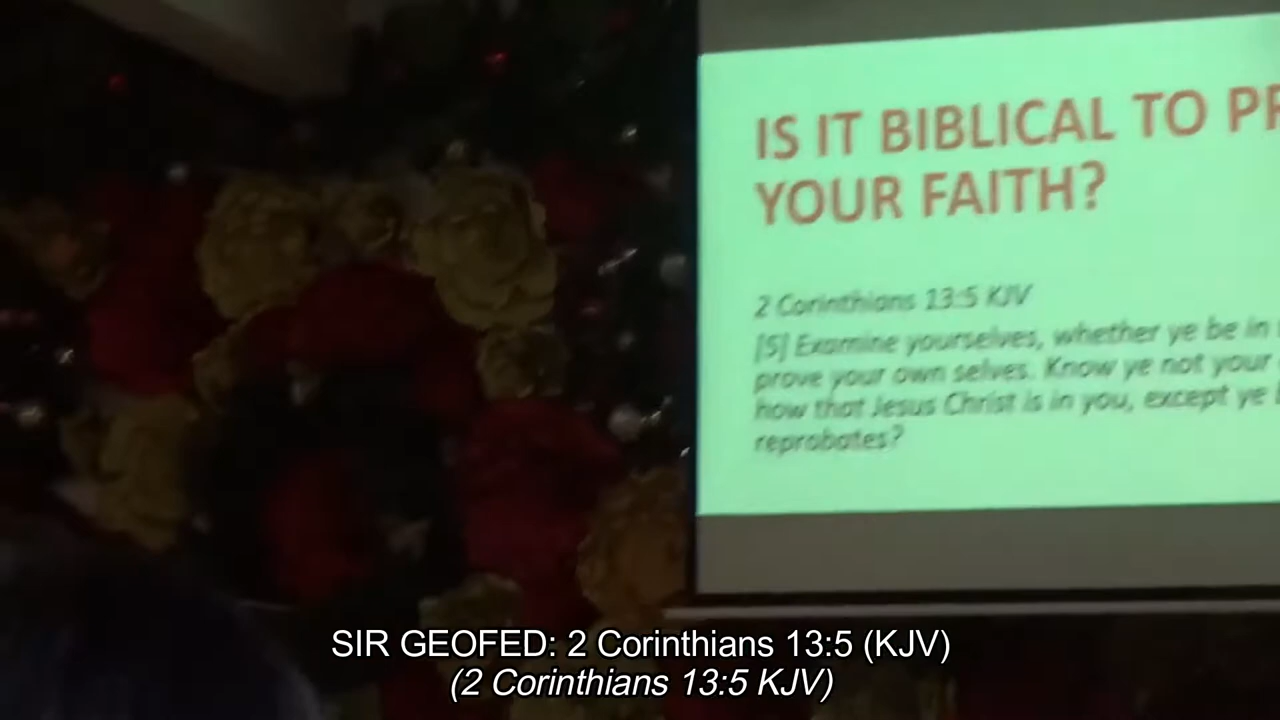 IS IT BIBLICAL TO PR
YOUR FAITH?
2 Corinthians 13:5 KJV
[5] Examine yourselves, whether ye be in
prove your own selves. Know ye not your
how that Jesus Christ is in you, except ye
reprobates?
SIR GEOFED: 2 Corinthians 13:5 (KJV)
(2 Corinthians 13:5 KJV)